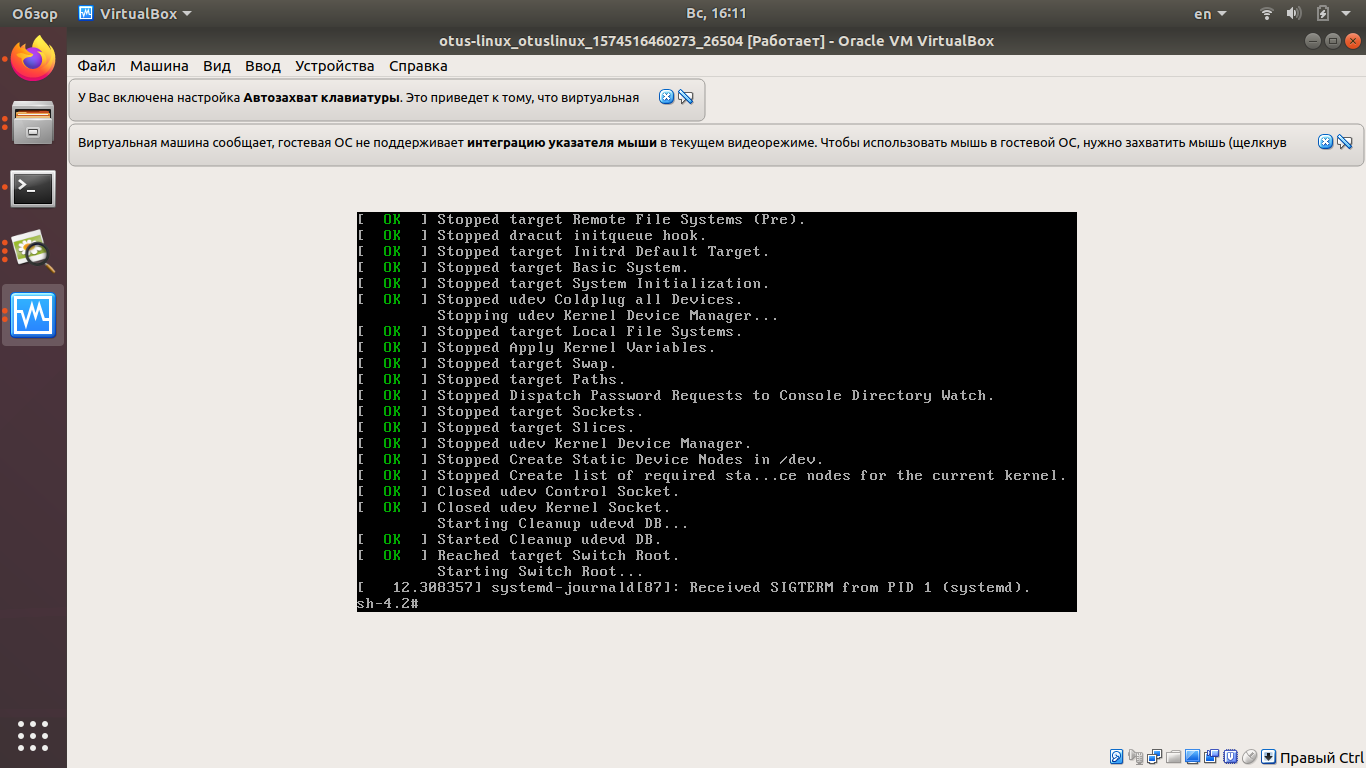 Обзор VirtualBox Вс, 16:11 en
otus-linux_otuslinux_1574516460273_26504 [Работает] - Oracle VM VirtualBox
Файл Машина Вид Ввод Устройства Справка
У Вас включена настройка Автозахват клавиатуры. Это приведет к тому, что виртуальная
Виртуальная машина сообщает, гостевая ОС не поддерживает интеграцию указателя мыши в текущем видеорежиме. Чтобы использовать мышь в гостевой ОС, нужно захватить мышь (щелкнув
[  OK  ] Stopped target Remote File Systems (Pre).
[  OK  ] Stopped dracut initqueue hook.
[  OK  ] Stopped target Initrd Default Target.
[  OK  ] Stopped target Basic System.
[  OK  ] Stopped target System Initialization.
[  OK  ] Stopped udev Coldplug all Devices.
Stopping udev Kernel Device Manager...
[  OK  ] Stopped target Local File Systems.
[  OK  ] Stopped Apply Kernel Variables.
[  OK  ] Stopped target Swap.
[  OK  ] Stopped target Paths.
[  OK  ] Stopped Dispatch Password Requests to Console Directory Watch.
[  OK  ] Stopped target Sockets.
[  OK  ] Stopped target Slices.
[  OK  ] Stopped udev Kernel Device Manager.
[  OK  ] Stopped Create Static Device Nodes in /dev.
[  OK  ] Stopped Create list of required sta...ce nodes for the current kernel.
[  OK  ] Closed udev Control Socket.
[  OK  ] Closed udev Kernel Socket.
Starting Cleanup udevd DB...
[  OK  ] Started Cleanup udevd DB.
[  OK  ] Reached target Switch Root.
Starting Switch Root...
[   12.308357] systemd-journald[87]: Received SIGTERM from PID 1 (systemd).
sh-4.2#
Правый Ctrl